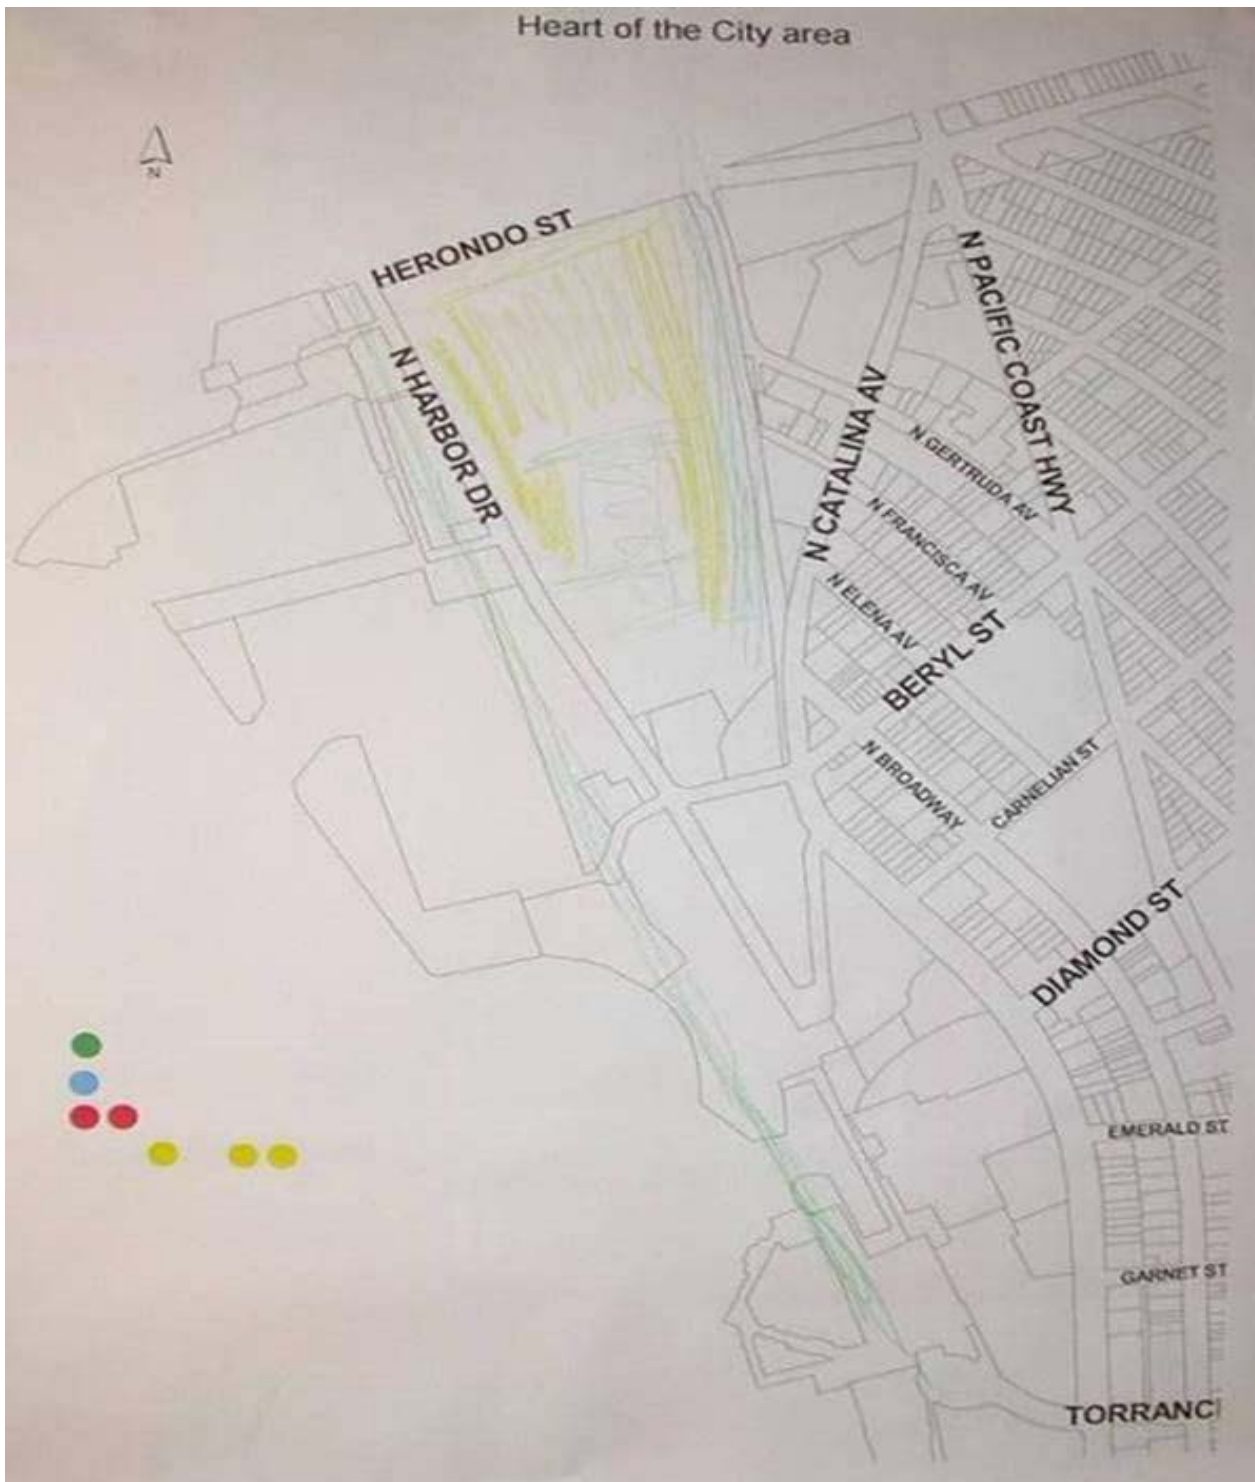 Heart of the City area
N
HERONDO ST
N PACIFIC COAST HWY
N HARBOR DR
N CATALINA AV
N GERTRUDA AV
N FRANCISCA AV
N ELENA AV
BERYL ST
N BROADWAY
CARNELIAN ST
DIAMOND ST
EMERALD ST
GARNET ST
TORRANC